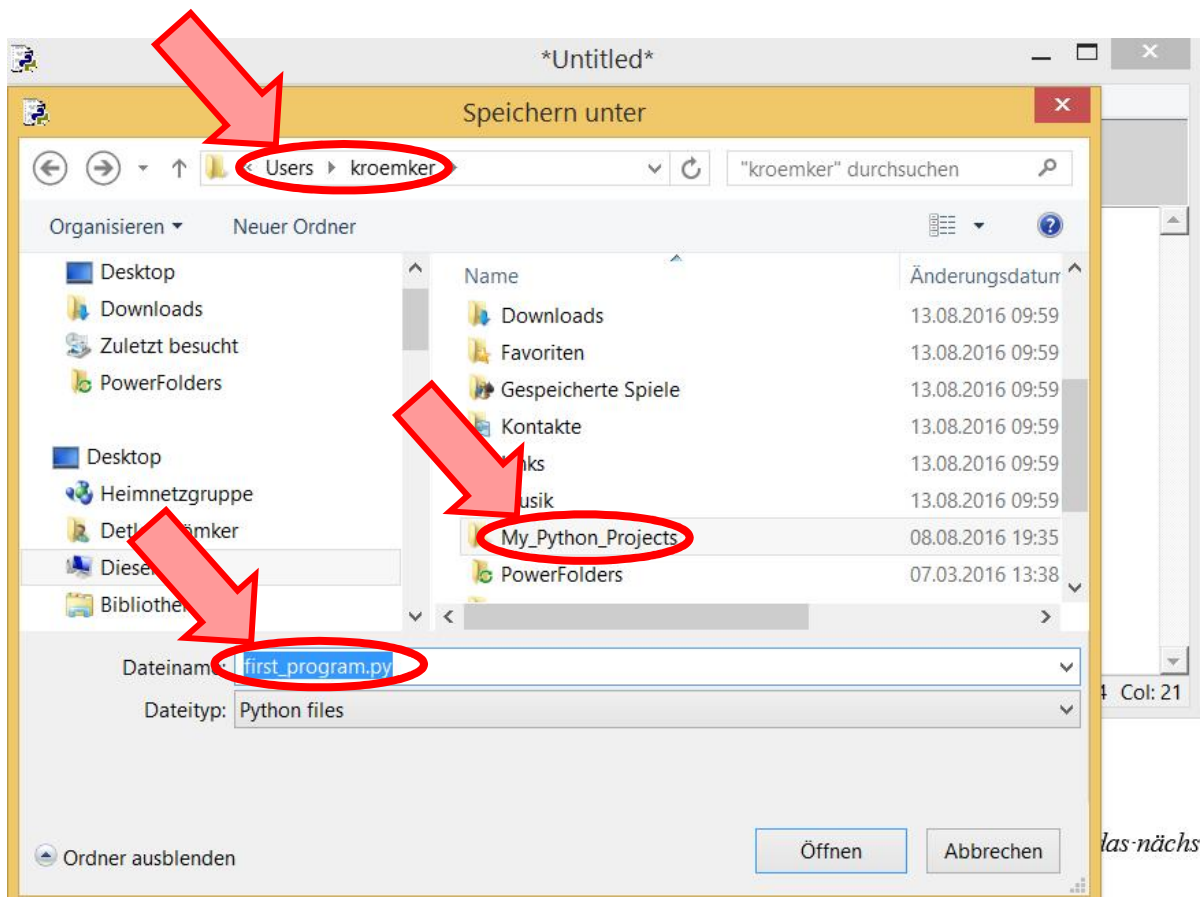 *Untitled*
Speichern unter
Users kroemker
"kroemker" durchsuchen
Organisieren
Neuer Ordner
Desktop
Downloads
Zuletzt besucht
PowerFolders
Desktop
Heimnetzgruppe
Bibliothe
Name
Änderungsdatum
Downloads 13.08.2016 09:59
Favoriten 13.08.2016 09:59
Gespeicherte Spiele 13.08.2016 09:59
Kontakte 13.08.2016 09:59
13.08.2016 09:59
13.08.2016 09:59
My_Python_Projects 08.08.2016 19:35
PowerFolders 07.03.2016 13:38
Dateiname: first_program.py
Dateityp: Python files
Col: 21
Ordner ausblenden
Öffnen
Abbrechen
das·nächs